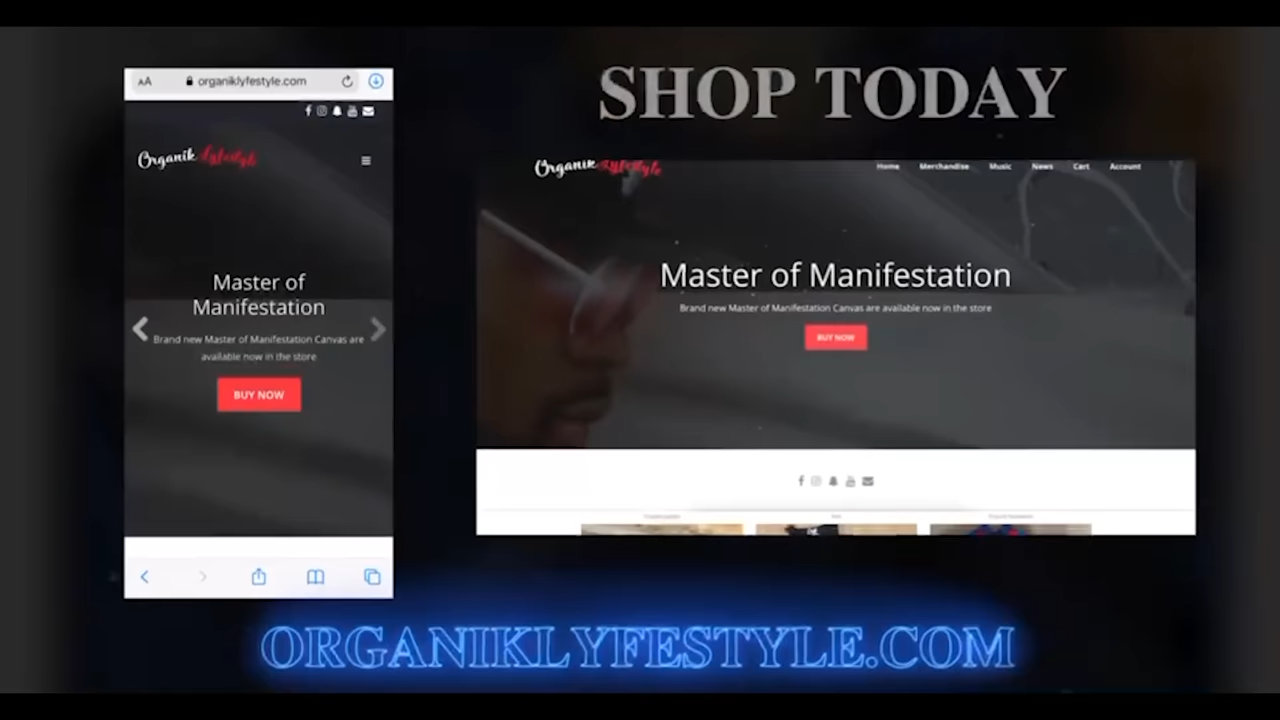 AA organiklyfestyle.com
Organik Lyfestyle
Master of
Manifestation
Brand new Master of Manifestation Canvas are
available now in the store
BUY NOW
SHOP TODAY
Organik Lyfestyle
Home Merchandise Music News Cart Account
Master of Manifestation
Brand new Master of Manifestation Canvas are available now in the store
BUY NOW
ORGANIKLYFESTYLE.COM